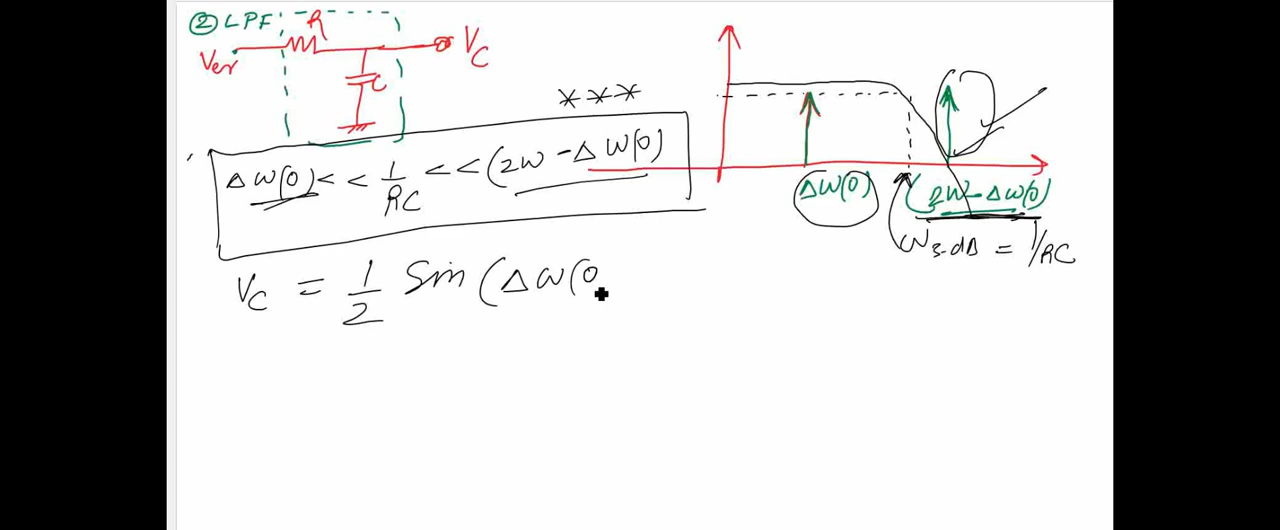 ② LPF
R
Ver
C
Vc
***
Δω(0) << 1/RC << (2ω - Δω(0))
Δω(0)
(2ω - Δω(0))
ω3-dB = 1/RC
Vc = 1/2 Sin (Δω(0